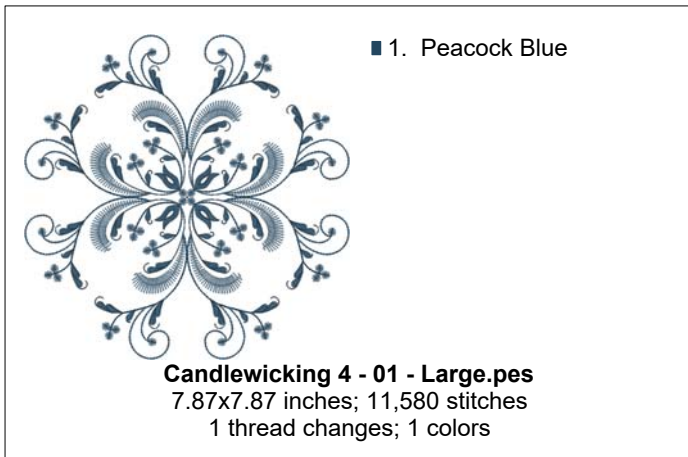 1. Peacock Blue
Candlewicking 4 - 01 - Large.pes
7.87x7.87 inches; 11,580 stitches
1 thread changes; 1 colors